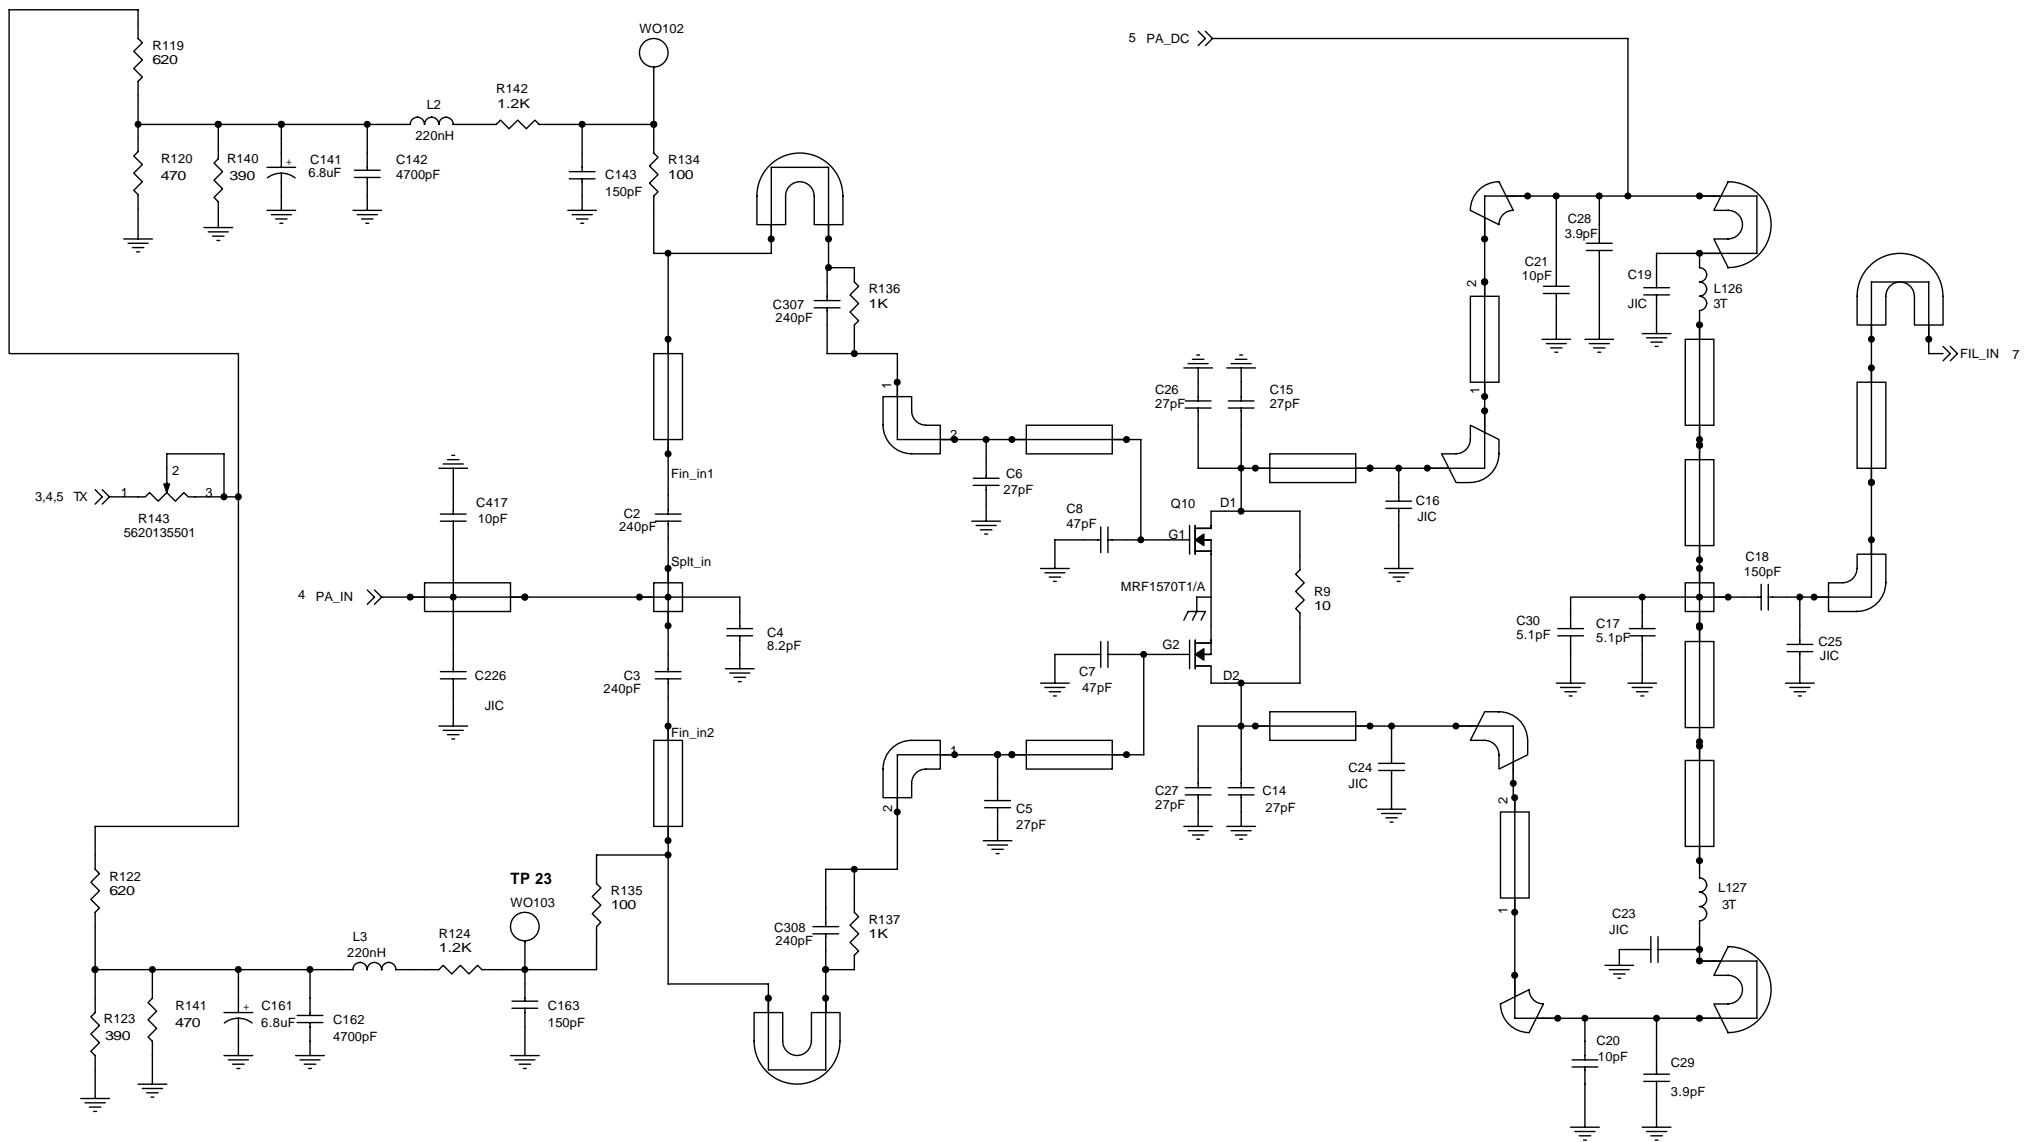 WO102
5 PA_DC
R119
620
L2
220nH
R142
1.2K
R120
470
R140
390
C141
6.8uF
+
C142
4700pF
C143
150pF
R134
100
C307
240pF
R136
1K
C28
3.9pF
C21
10pF
C19
JIC
L126
3T
FIL_IN 7
2
1
1
2
C26
27pF
C15
27pF
Fin_in1
C6
27pF
C16
JIC
3,4,5 TX
1
2
3
R143
5620135501
C417
10pF
C2
240pF
Splt_in
C8
47pF
Q10
G1
D1
MRF1570T1/A
R9
10
C18
150pF
4 PA_IN
C4
8.2pF
C30
5.1pF
C17
5.1pF
C25
JIC
C226
JIC
C3
240pF
C7
47pF
G2
D2
Fin_in2
1
2
C5
27pF
C27
27pF
C14
27pF
C24
JIC
2
1
R122
620
TP 23
WO103
R135
100
C308
240pF
R137
1K
L127
3T
C23
JIC
L3
220nH
R124
1.2K
R123
390
R141
470
C161
6.8uF
+
C162
4700pF
C163
150pF
C20
10pF
C29
3.9pF